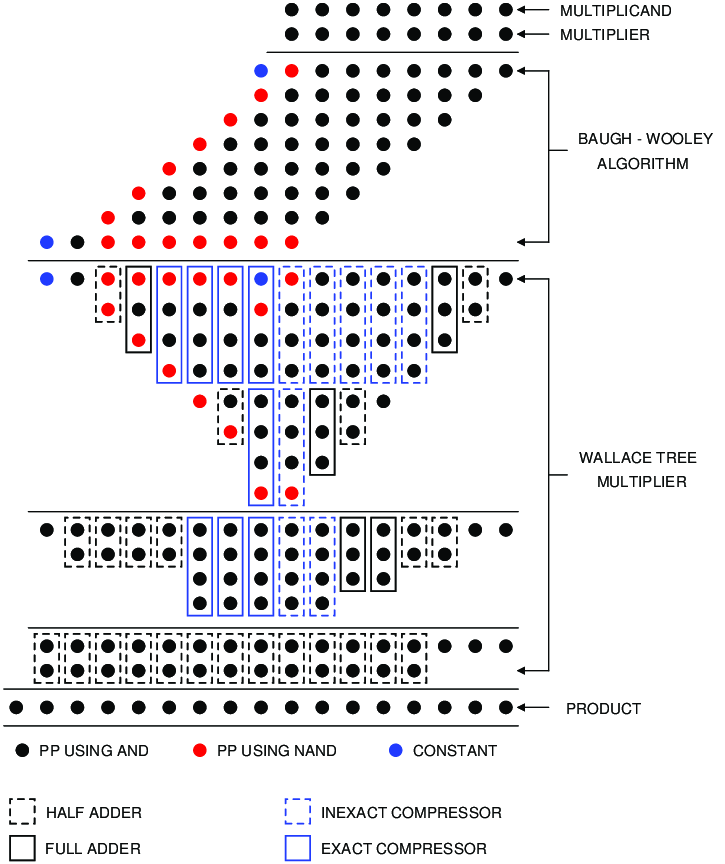 MULTIPLICAND
MULTIPLIER
BAUGH - WOOLEY
ALGORITHM
WALLACE TREE
MULTIPLIER
PRODUCT
PP USING AND
PP USING NAND
CONSTANT
HALF ADDER
INEXACT COMPRESSOR
FULL ADDER
EXACT COMPRESSOR